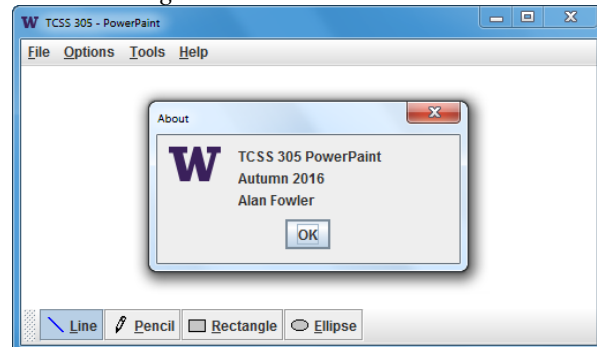 W TCSS 305 - PowerPaint
File Options Tools Help
About
W TCSS 305 PowerPaint
Autumn 2016
Alan Fowler
OK
Line Pencil Rectangle Ellipse